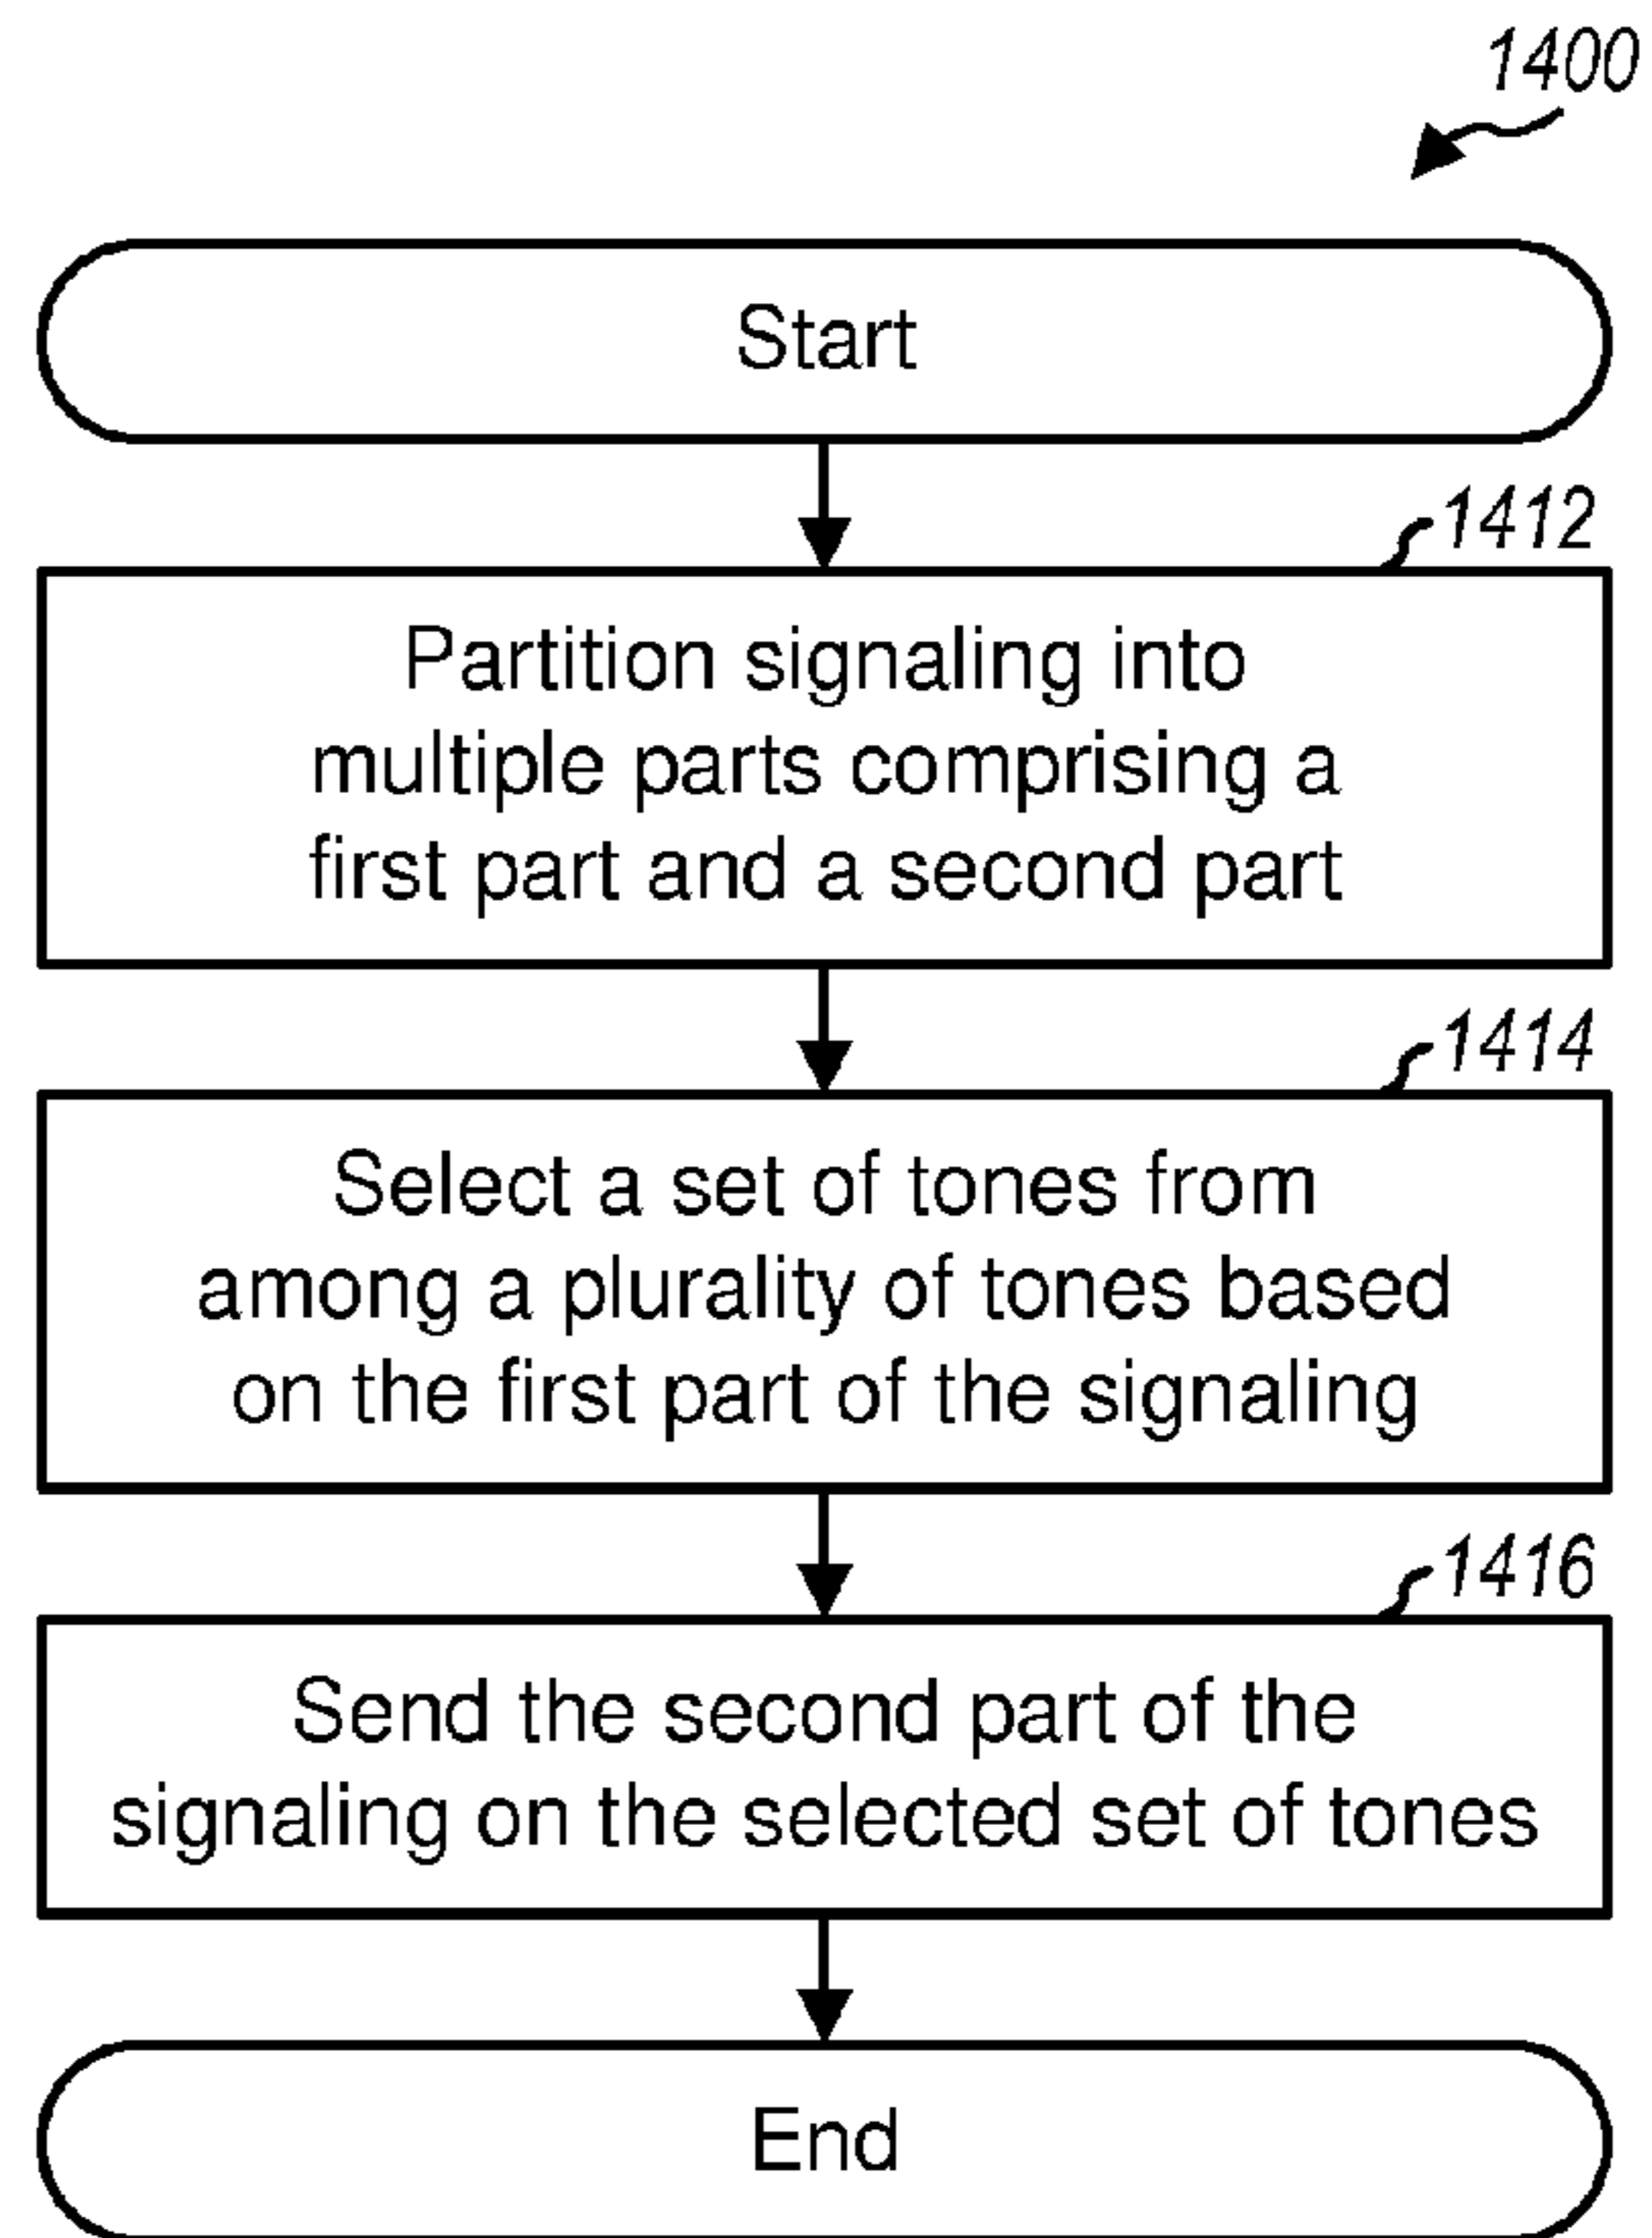 1400
Start
1412
Partition signaling into
multiple parts comprising a
first part and a second part
1414
Select a set of tones from
among a plurality of tones based
on the first part of the signaling
1416
Send the second part of the
signaling on the selected set of tones
End